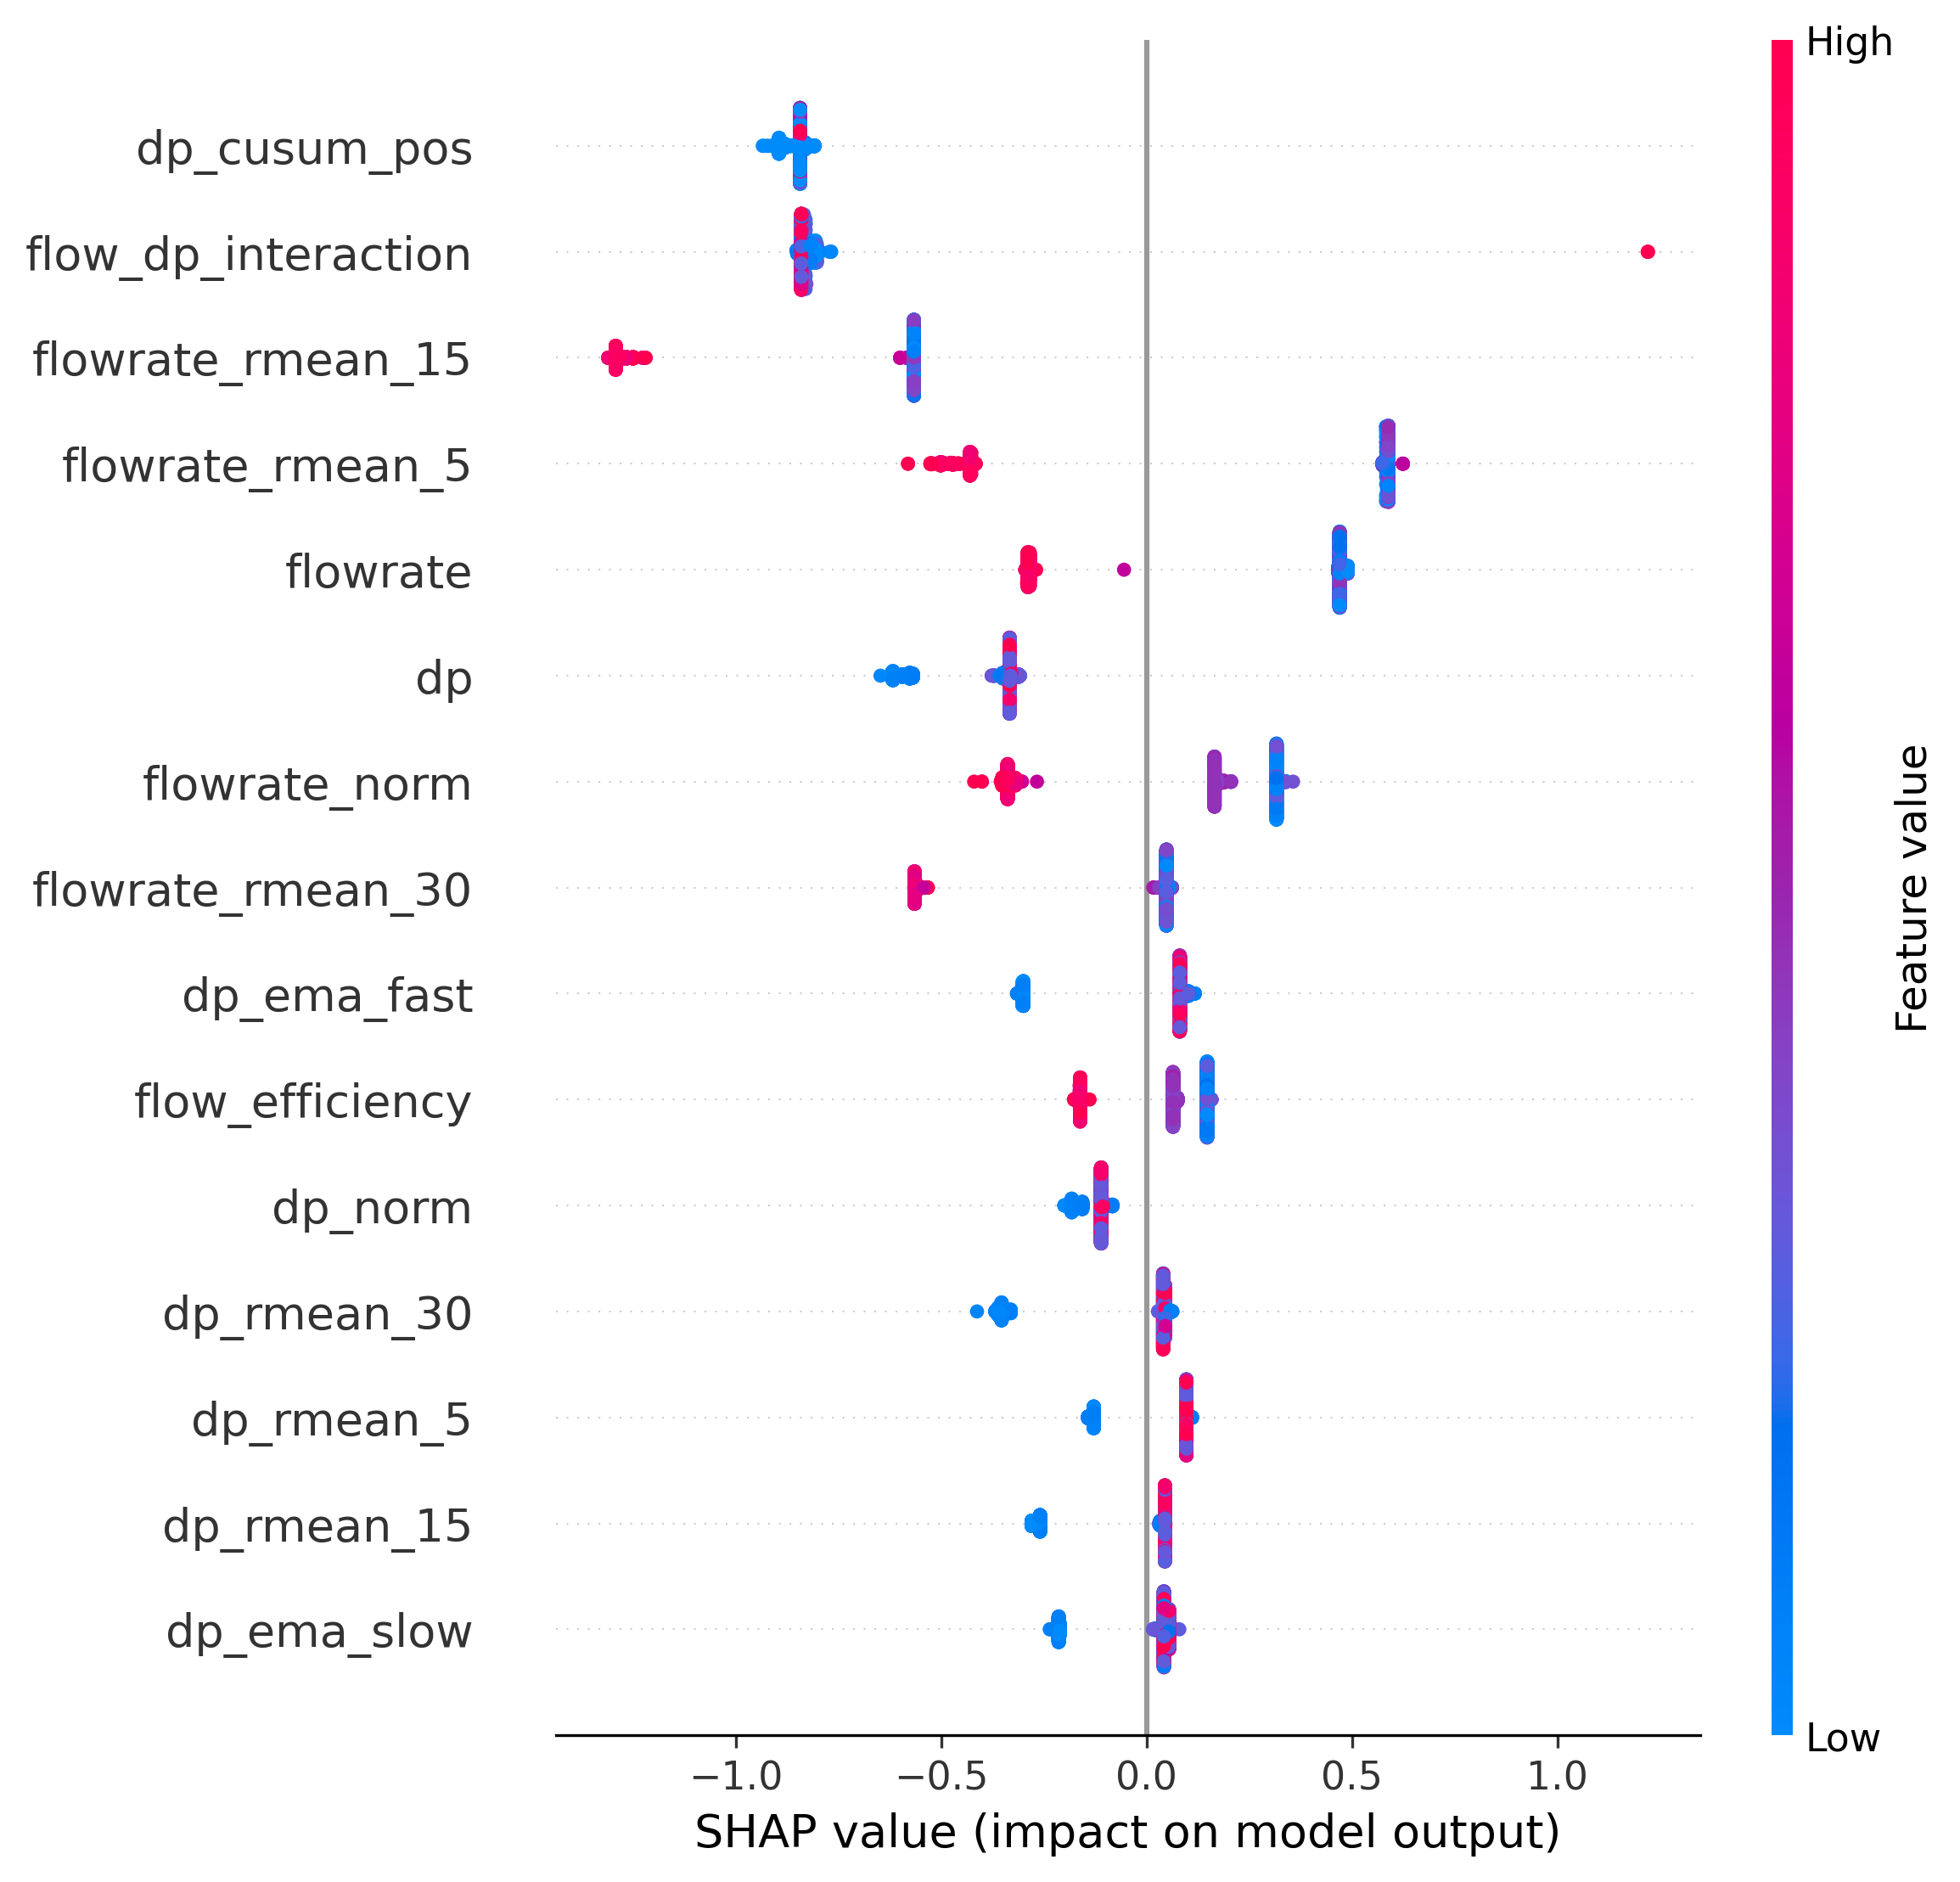 High
dp_cusum_pos
flow_dp_interaction
flowrate_rmean_15
flowrate_rmean_5
flowrate
dp
flowrate_norm
flowrate_rmean_30
dp_ema_fast
flow_efficiency
dp_norm
dp_rmean_30
dp_rmean_5
dp_rmean_15
dp_ema_slow
Feature value
Low
−1.0 −0.5 0.0 0.5 1.0
SHAP value (impact on model output)